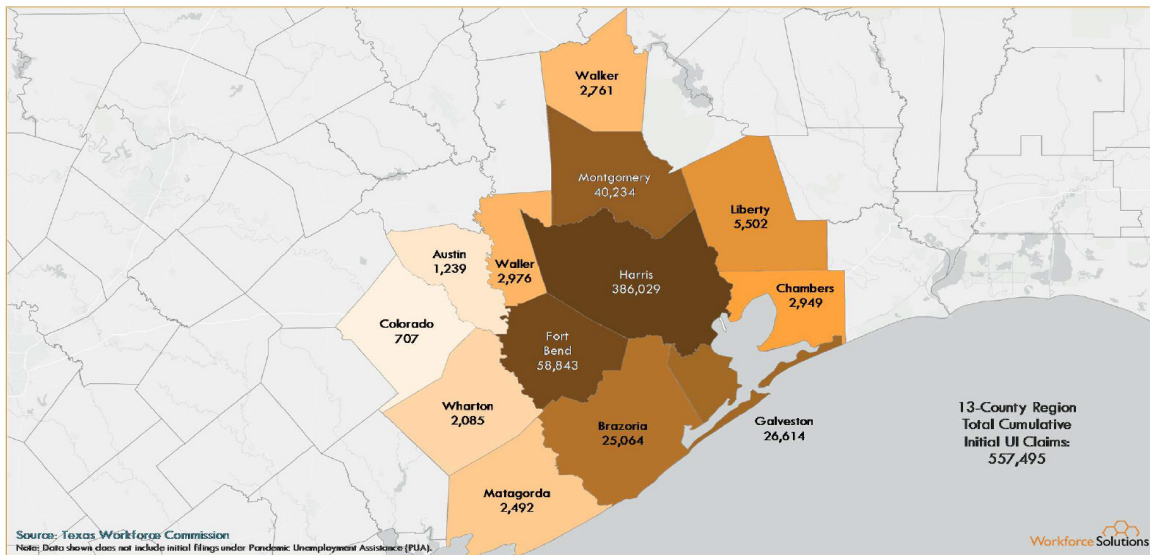 Walker
2,761
Montgomery
40,234
Liberty
5,502
Austin
1,239
Waller
2,976
Harris
386,029
Chambers
2,949
Colorado
707
Fort
Bend
58,843
Wharton
2,085
Brazoria
25,064
Galveston
26,614
Matagorda
2,492
13-County Region
Total Cumulative
Initial UI Claims:
557,495
Source: Texas Workforce Commission
Note: Data shown does not include initial filings under Pandemic Unemployment Assistance (PUA).
Workforce Solutions